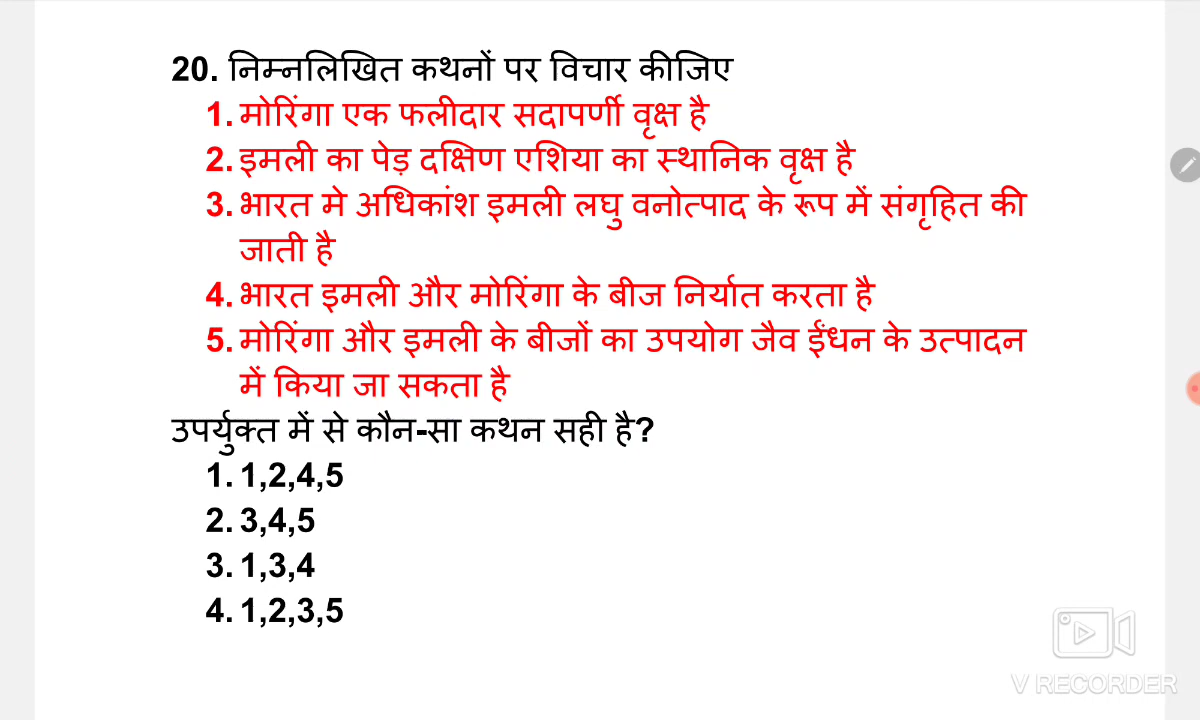 20. निम्नलिखित कथनों पर विचार कीजिए
1. मोरिंगा एक फलीदार सदापर्णी वृक्ष है
2. इमली का पेड़ दक्षिण एशिया का स्थानिक वृक्ष है
3. भारत मे अधिकांश इमली लघु वनोत्पाद के रूप में संगृहित की
जाती है
4. भारत इमली और मोरिंगा के बीज निर्यात करता है
5. मोरिंगा और इमली के बीजों का उपयोग जैव ईंधन के उत्पादन
में किया जा सकता है
उपर्युक्त में से कौन-सा कथन सही है?
1. 1,2,4,5
2. 3,4,5
3. 1,3,4
4. 1,2,3,5
V RECORDER